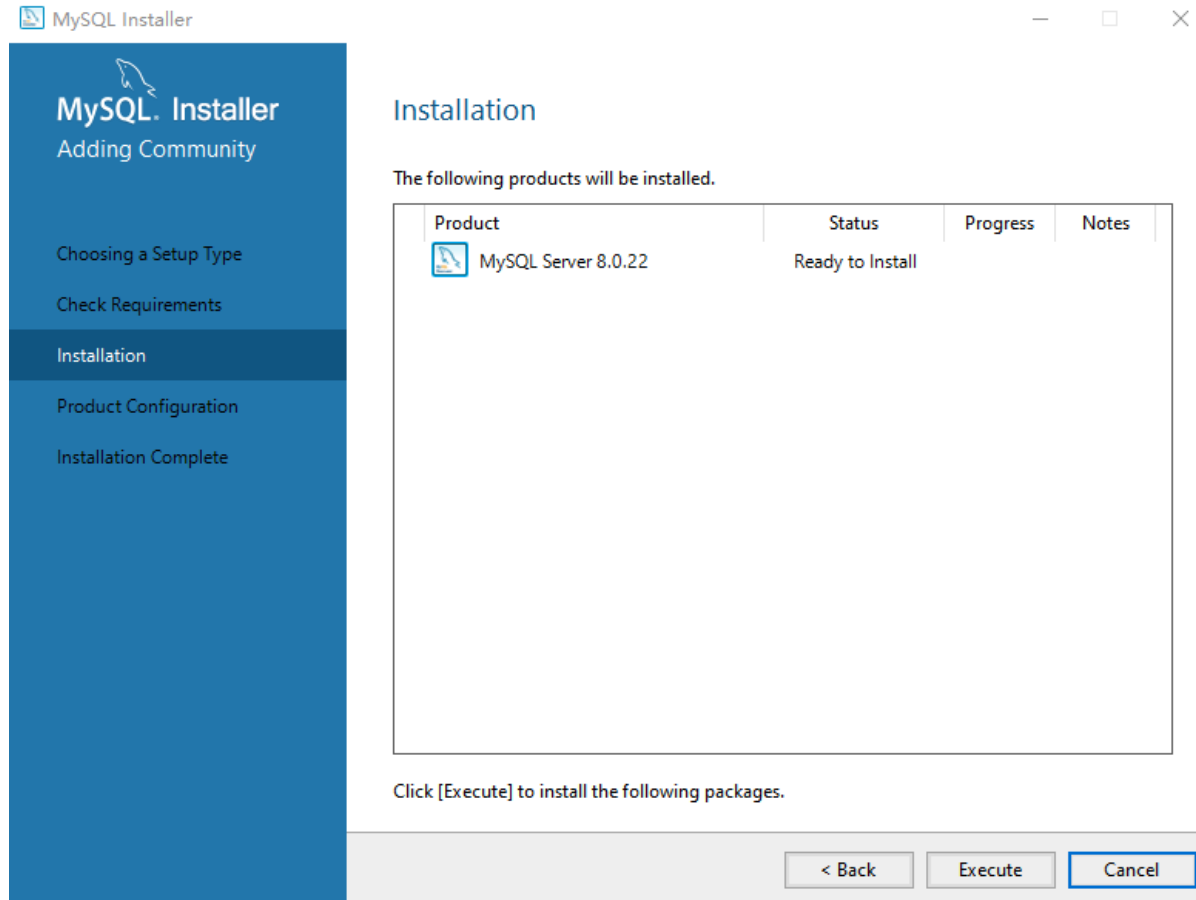 MySQL Installer
MySQL. Installer
Adding Community
Choosing a Setup Type
Check Requirements
Installation
Product Configuration
Installation Complete
Installation
The following products will be installed.
Product Status Progress Notes
MySQL Server 8.0.22 Ready to Install
Click [Execute] to install the following packages.
< Back Execute Cancel